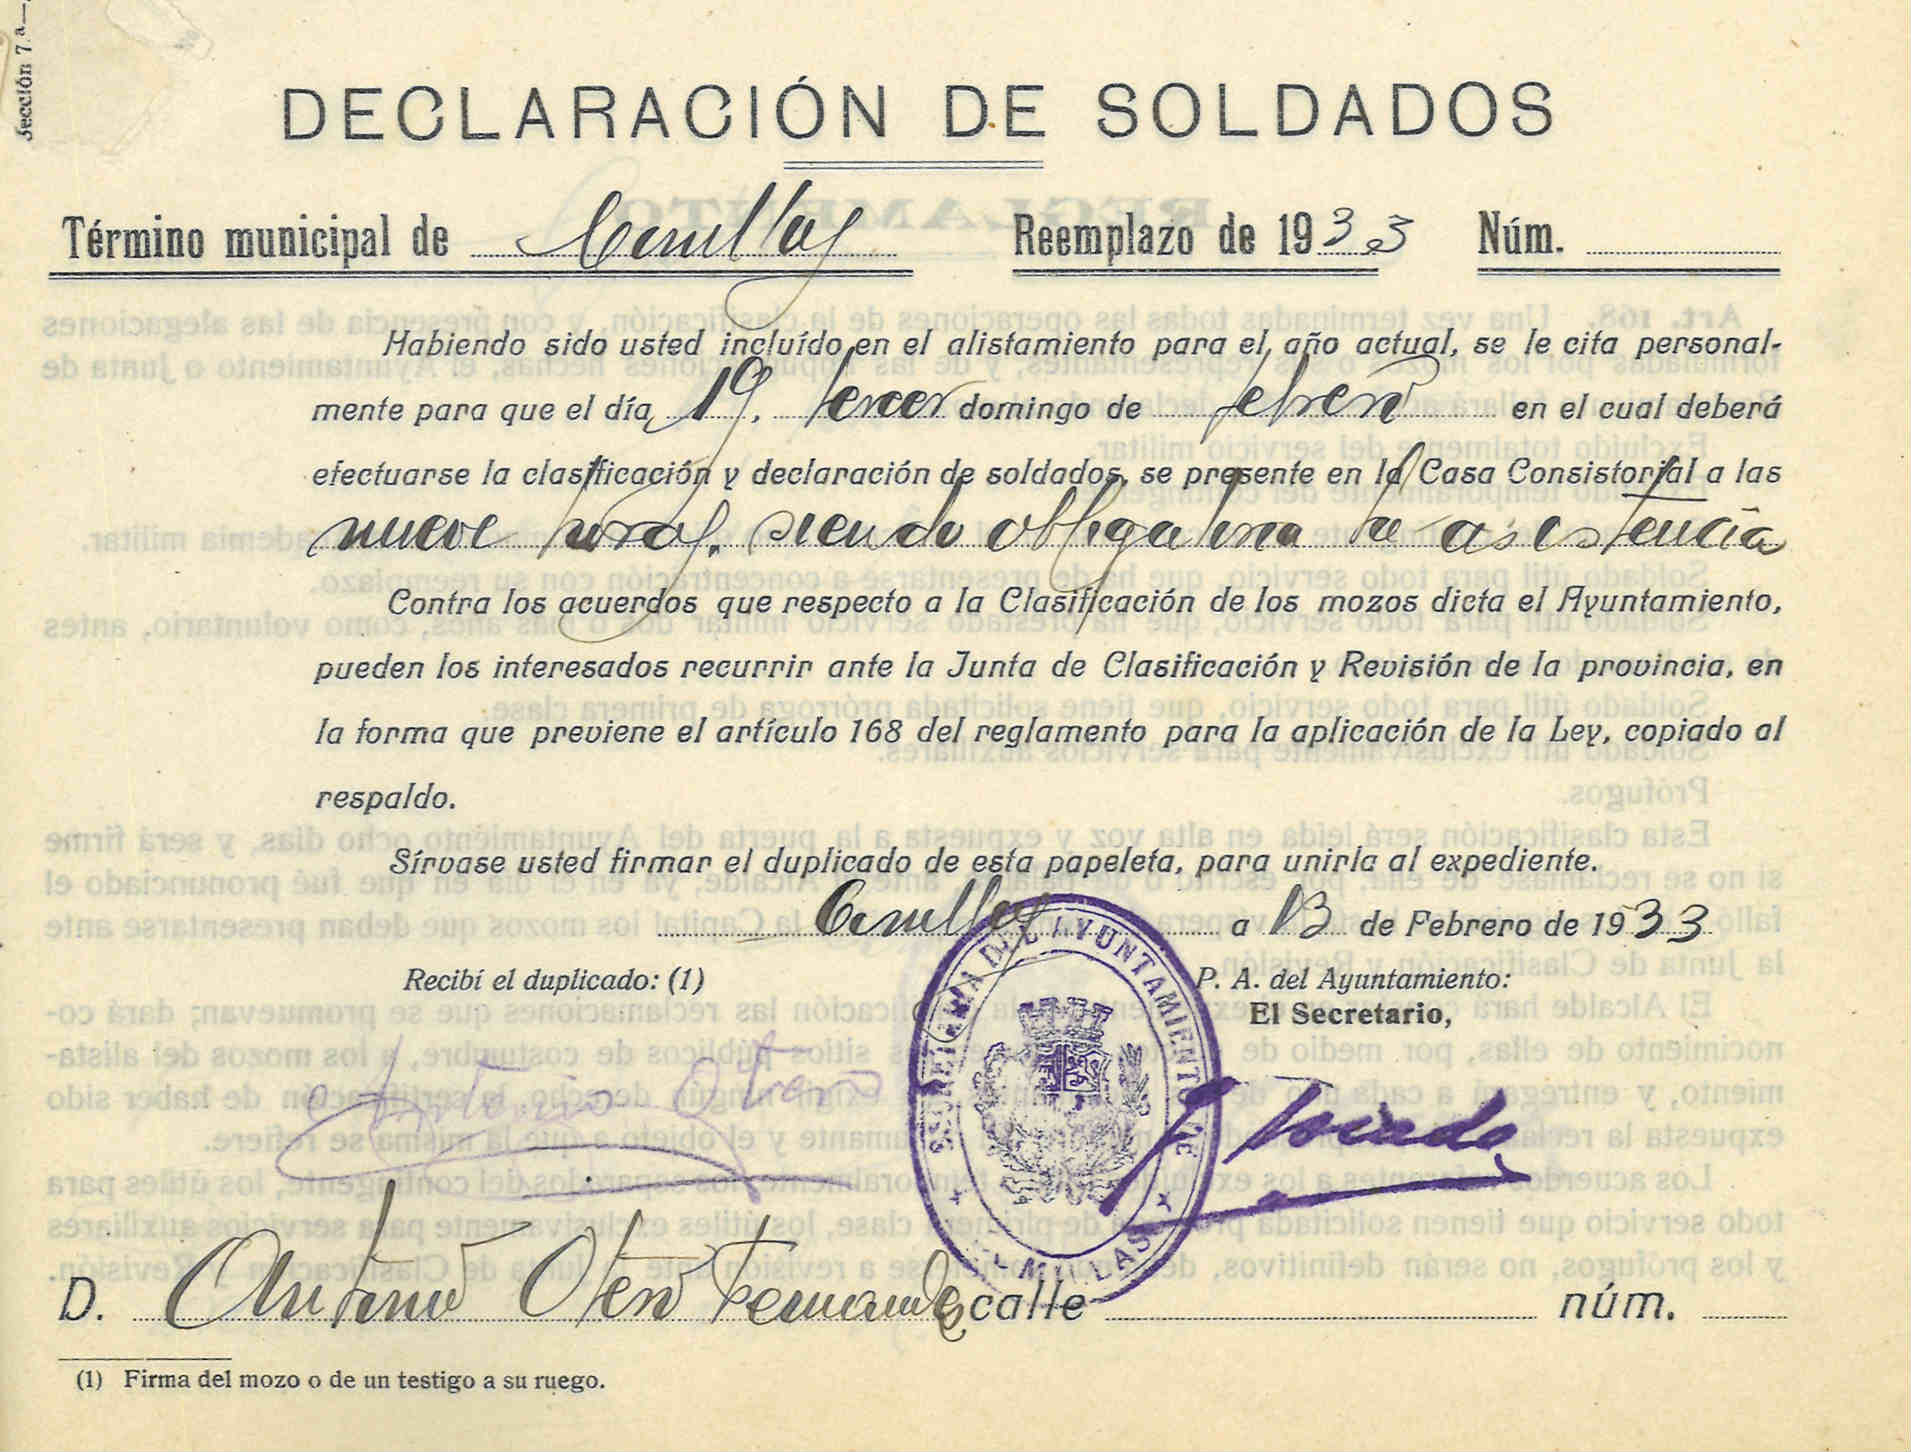 Sección 7.ª
DECLARACIÓN DE SOLDADOS
Término municipal de Cenillas Reemplazo de 1933 Núm.
Habiendo sido usted incluído en el alistamiento para el año actual, se le cita personal-
mente para que el día 19, tercer domingo de febrero en el cual deberá
efectuarse la clasificación y declaración de soldados, se presente en la Casa Consistorial a las
nueve horas, siendo obligatoria la asistencia
Contra los acuerdos que respecto a la Clasificación de los mozos dicta el Ayuntamiento,
pueden los interesados recurrir ante la Junta de Clasificación y Revisión de la provincia, en
la forma que previene el artículo 168 del reglamento para la aplicación de la Ley, copiado al
respaldo.
Sírvase usted firmar el duplicado de esta papeleta, para unirla al expediente.
a 13 de Febrero de 1933
Recibí el duplicado: (1)
P. A. del Ayuntamiento:
El Secretario,
SECRETARIA DEL AYUNTAMIENTO DE
Antonio Otero
D. Antonio Otero Fernandez calle núm.
(1) Firma del mozo o de un testigo a su ruego.